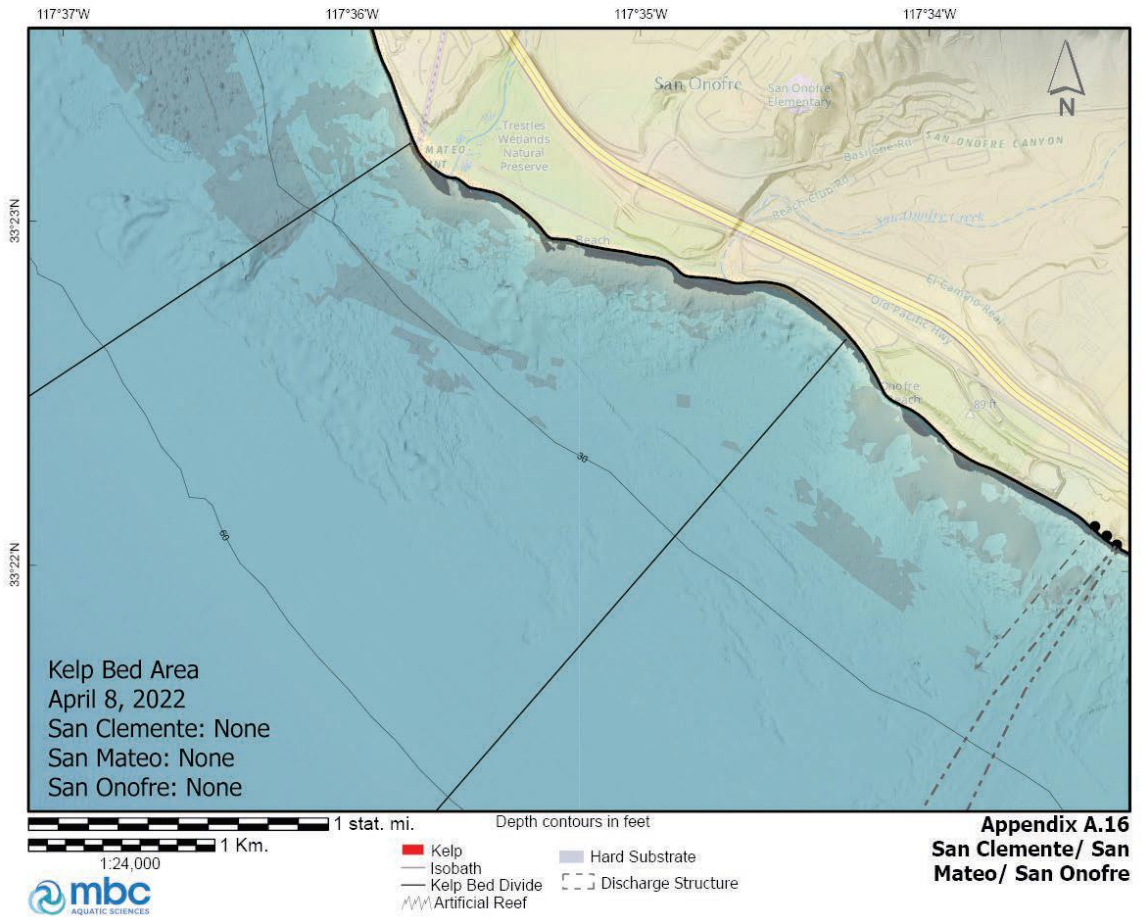 117°37'W 117°36'W 117°35'W 117°34'W
33°23'N
33°22'N
N
San Onofre
San Onofre
Elementary
Trestles
Wetlands
Natural
Preserve
MATEO
NT
SAN ONOFRE CANYON
Basilone Rd
Beach Club Rd
San Onofre Creek
Beach
El Camino Real
Old Pacific Hwy
Onofre
each
89 ft
30
60
Kelp Bed Area
April 8, 2022
San Clemente: None
San Mateo: None
San Onofre: None
1 stat. mi.
1 Km.
1:24,000
mbc
AQUATIC SCIENCES
Depth contours in feet
Kelp
Isobath
Kelp Bed Divide
Artificial Reef
Hard Substrate
Discharge Structure
Appendix A.16
San Clemente/ San
Mateo/ San Onofre